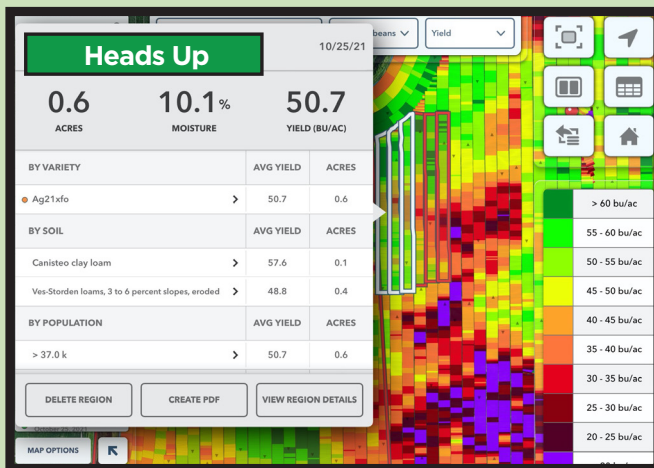 Heads Up
10/25/21
beans
Yield
0.6
ACRES
10.1%
MOISTURE
50.7
YIELD (BU/AC)
BY VARIETY AVG YIELD ACRES
Ag21xfo 50.7 0.6
BY SOIL AVG YIELD ACRES
Canisteo clay loam 57.6 0.1
Ves-Storden loams, 3 to 6 percent slopes, eroded 48.8 0.4
BY POPULATION AVG YIELD ACRES
> 37.0 k 50.7 0.6
DELETE REGION CREATE PDF VIEW REGION DETAILS
October 25, 2021
MAP OPTIONS
> 60 bu/ac
55 - 60 bu/ac
50 - 55 bu/ac
45 - 50 bu/ac
40 - 45 bu/ac
35 - 40 bu/ac
30 - 35 bu/ac
25 - 30 bu/ac
20 - 25 bu/ac